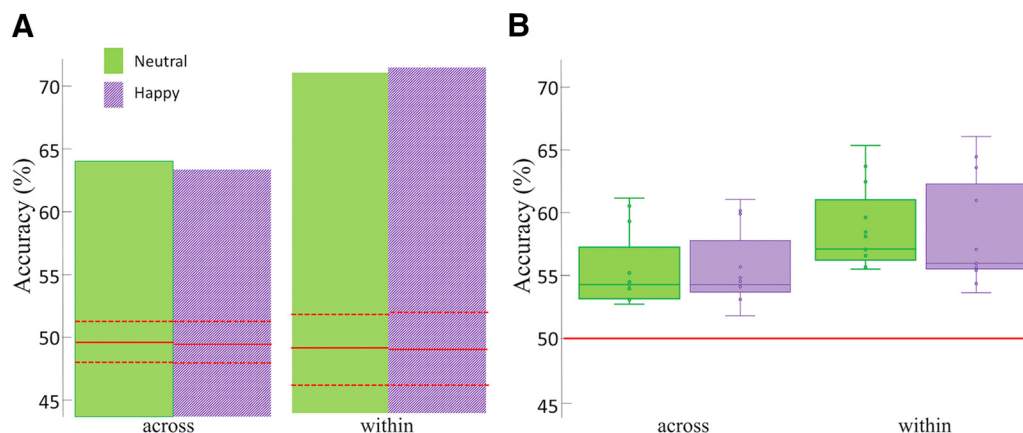 A
Neutral
Happy
Accuracy (%)
70
65
60
55
50
45
across
within
B
Accuracy (%)
70
65
60
55
50
45
across
within